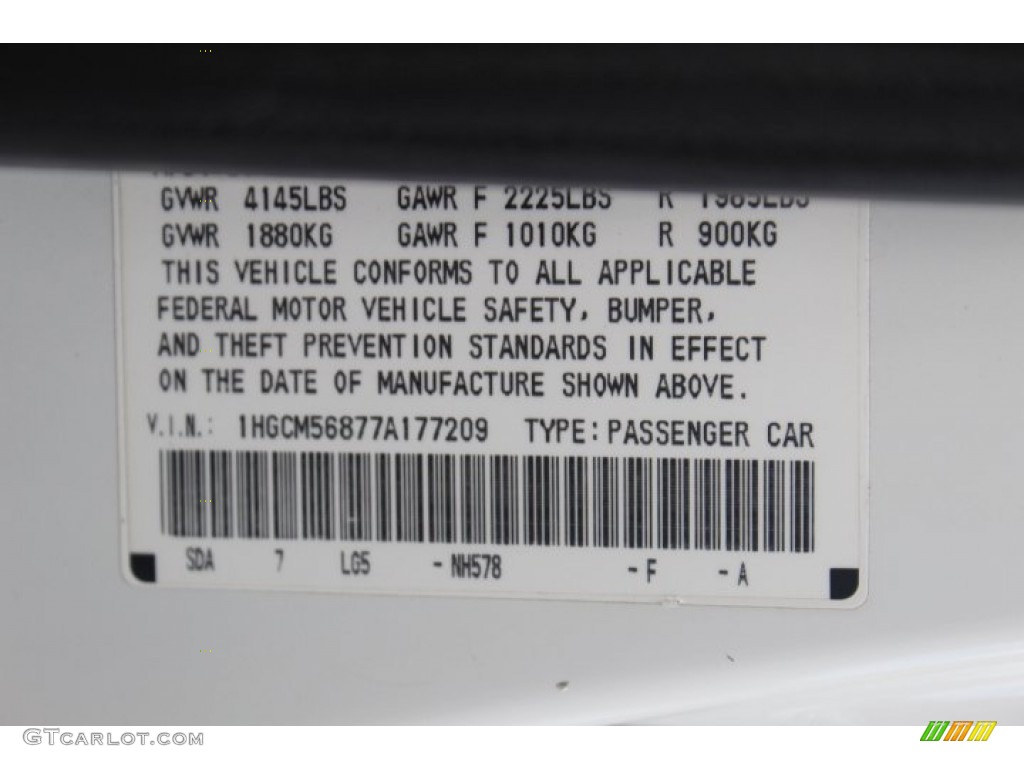 GVWR 4145LBS GAWR F 2225LBS R 1985LBS
GVWR 1880KG GAWR F 1010KG R 900KG
THIS VEHICLE CONFORMS TO ALL APPLICABLE
FEDERAL MOTOR VEHICLE SAFETY, BUMPER,
AND THEFT PREVENTION STANDARDS IN EFFECT
ON THE DATE OF MANUFACTURE SHOWN ABOVE.
V.I.N.: 1HGCM56877A177209 TYPE: PASSENGER CAR
SDA 7 LG5 - NH578 - F - A
GTCARLOT.COM